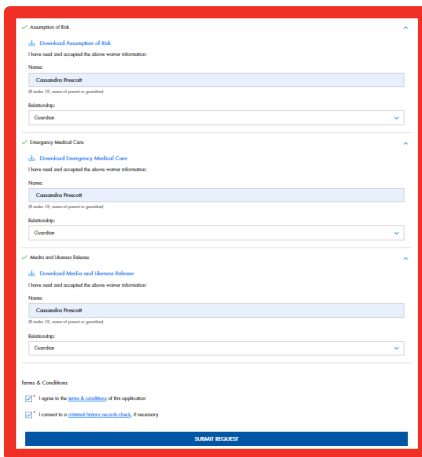 Assumption of Risk
Download Assumption of Risk
I have read and accepted the above waiver information:
Name:
Cassandra Prescott
(If under 18, name of parent or guardian)
Relationship:
Guardian
Emergency Medical Care
Download Emergency Medical Care
I have read and accepted the above waiver information:
Name:
Cassandra Prescott
(If under 18, name of parent or guardian)
Relationship:
Guardian
Media and Likeness Release
Download Media and Likeness Release
I have read and accepted the above waiver information:
Name:
Cassandra Prescott
(If under 18, name of parent or guardian)
Relationship:
Guardian
Terms & Conditions
* I agree to the terms & conditions of this application
* I consent to a criminal history records check, if necessary
SUBMIT REQUEST